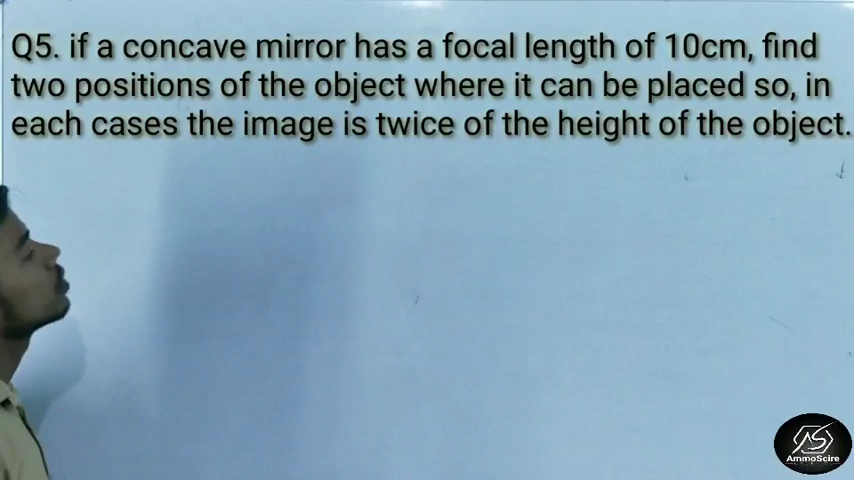 Q5. if a concave mirror has a focal length of 10cm, find
two positions of the object where it can be placed so, in
each cases the image is twice of the height of the object.
AS
AmmoScire